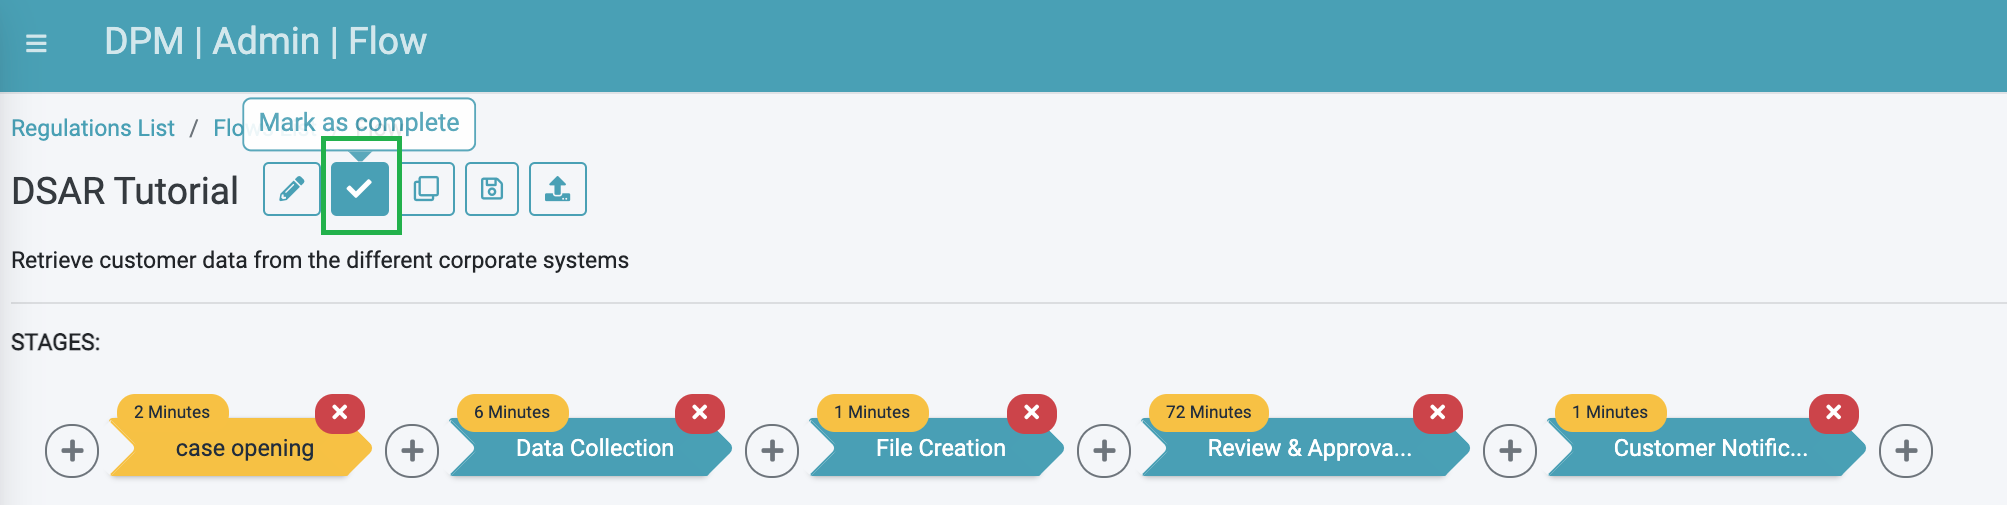 DPM | Admin | Flow
Mark as complete
Regulations List / Flo
DSAR Tutorial
Retrieve customer data from the different corporate systems
STAGES:
2 Minutes
case opening
6 Minutes
Data Collection
1 Minutes
File Creation
72 Minutes
Review & Approva...
1 Minutes
Customer Notific...